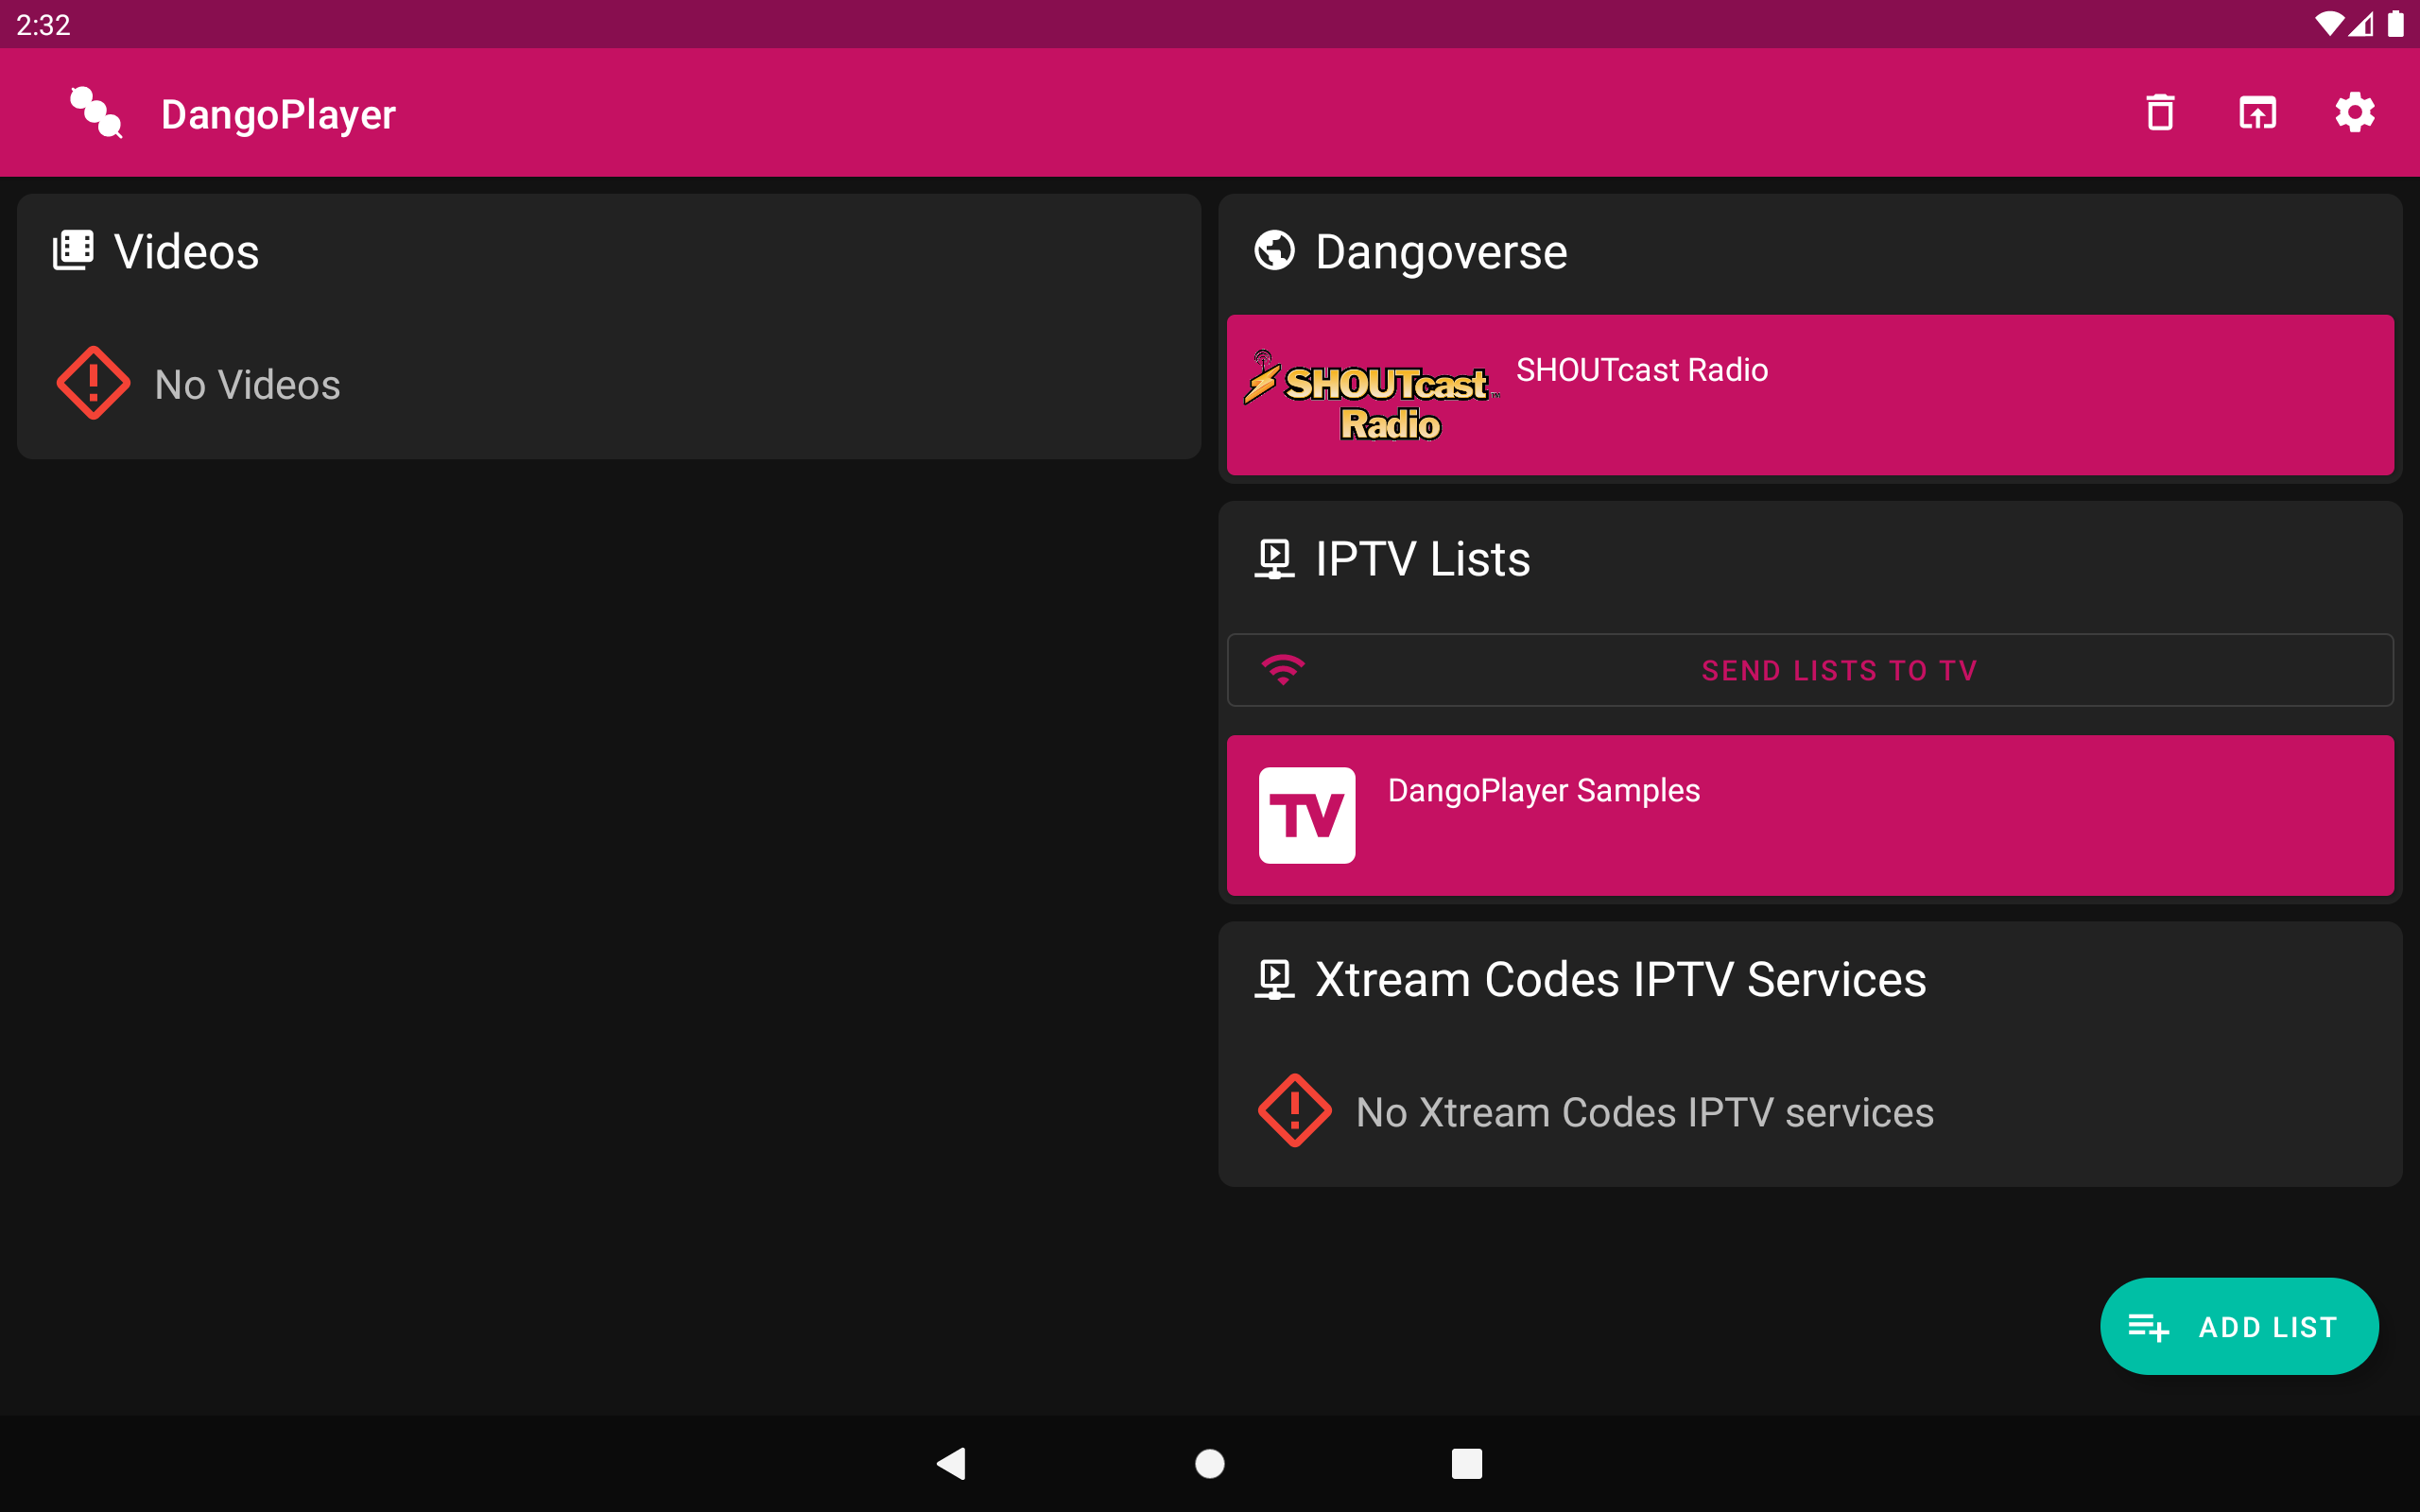 2:32
DangoPlayer
Videos
No Videos
Dangoverse
SHOUTcast
Radio
SHOUTcast Radio
IPTV Lists
SEND LISTS TO TV
TV
DangoPlayer Samples
Xtream Codes IPTV Services
No Xtream Codes IPTV services
ADD LIST